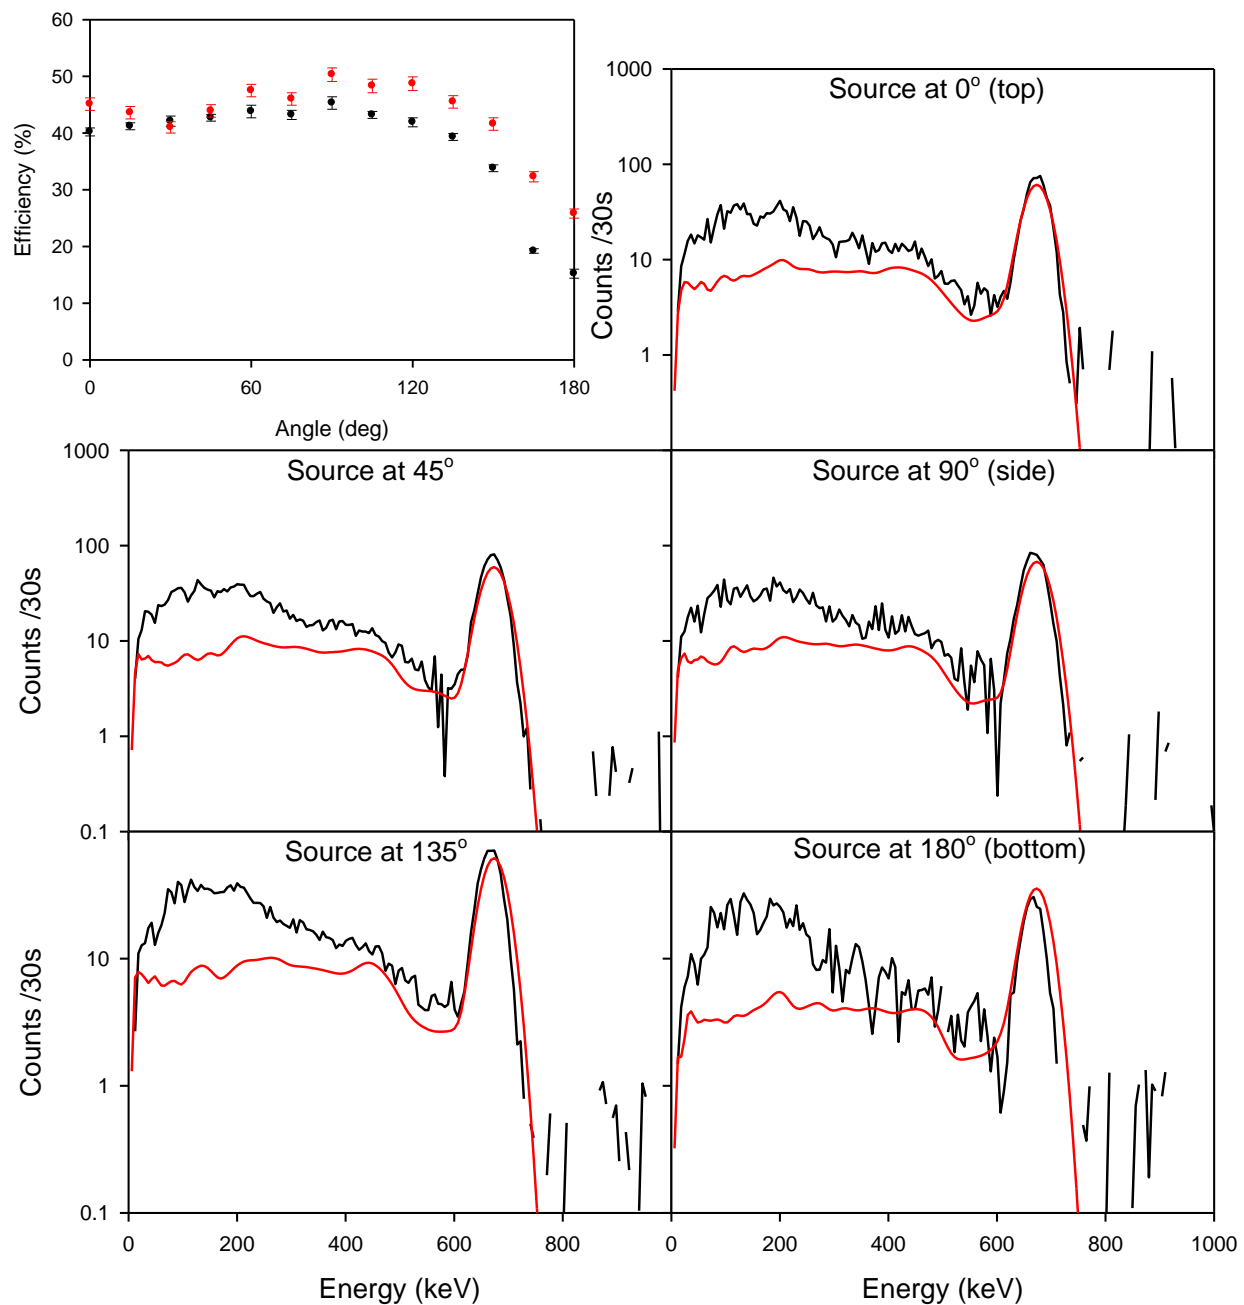 60
50
40
30
20
10
0
Efficiency (%)
0 60 120 180
Angle (deg)
1000
100
10
1
Counts /30s
Source at 0° (top)
1000
100
10
1
0.1
Counts /30s
Source at 45°
Source at 90° (side)
10
1
0.1
Counts /30s
Source at 135°
Source at 180° (bottom)
0 200 400 600 800
0 200 400 600 800 1000
Energy (keV)
Energy (keV)